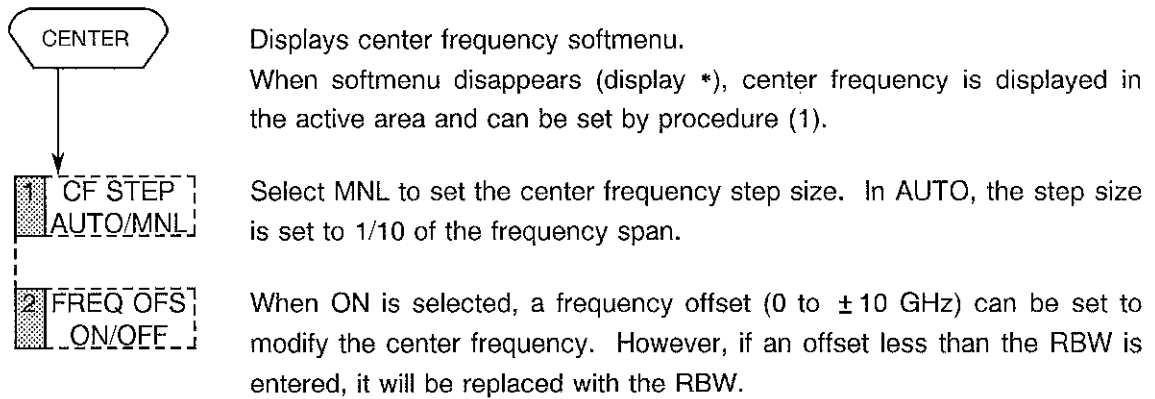 CENTER
Displays center frequency softmenu.
When softmenu disappears (display *), center frequency is displayed in
the active area and can be set by procedure (1).
1 CF STEP
AUTO/MNL
Select MNL to set the center frequency step size. In AUTO, the step size
is set to 1/10 of the frequency span.
2 FREQ OFS
ON/OFF
When ON is selected, a frequency offset (0 to ±10 GHz) can be set to
modify the center frequency. However, if an offset less than the RBW is
entered, it will be replaced with the RBW.